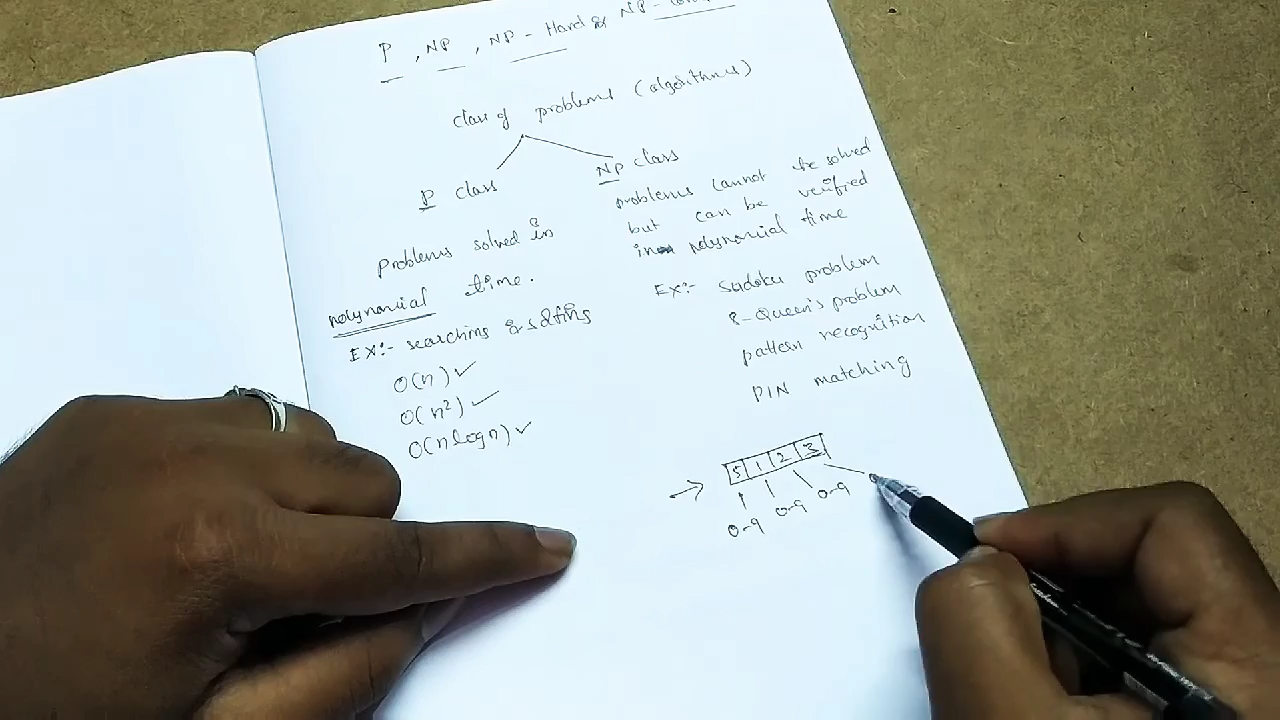 P , NP , NP - Hard & NP - Com
class of problems (algorithms)
P class
problems solved in
polynomial time.
Ex:- searching & sorting
O(n) ✓
O(n²) ✓
O(n log n) ✓
NP class
problems cannot be solved
but can be verified
in polynomial time
Ex:- Sudoku problem
8-Queen's problem
pattern recognition
PIN matching
→ 5 1 2 3
0-9 0-9 0-9